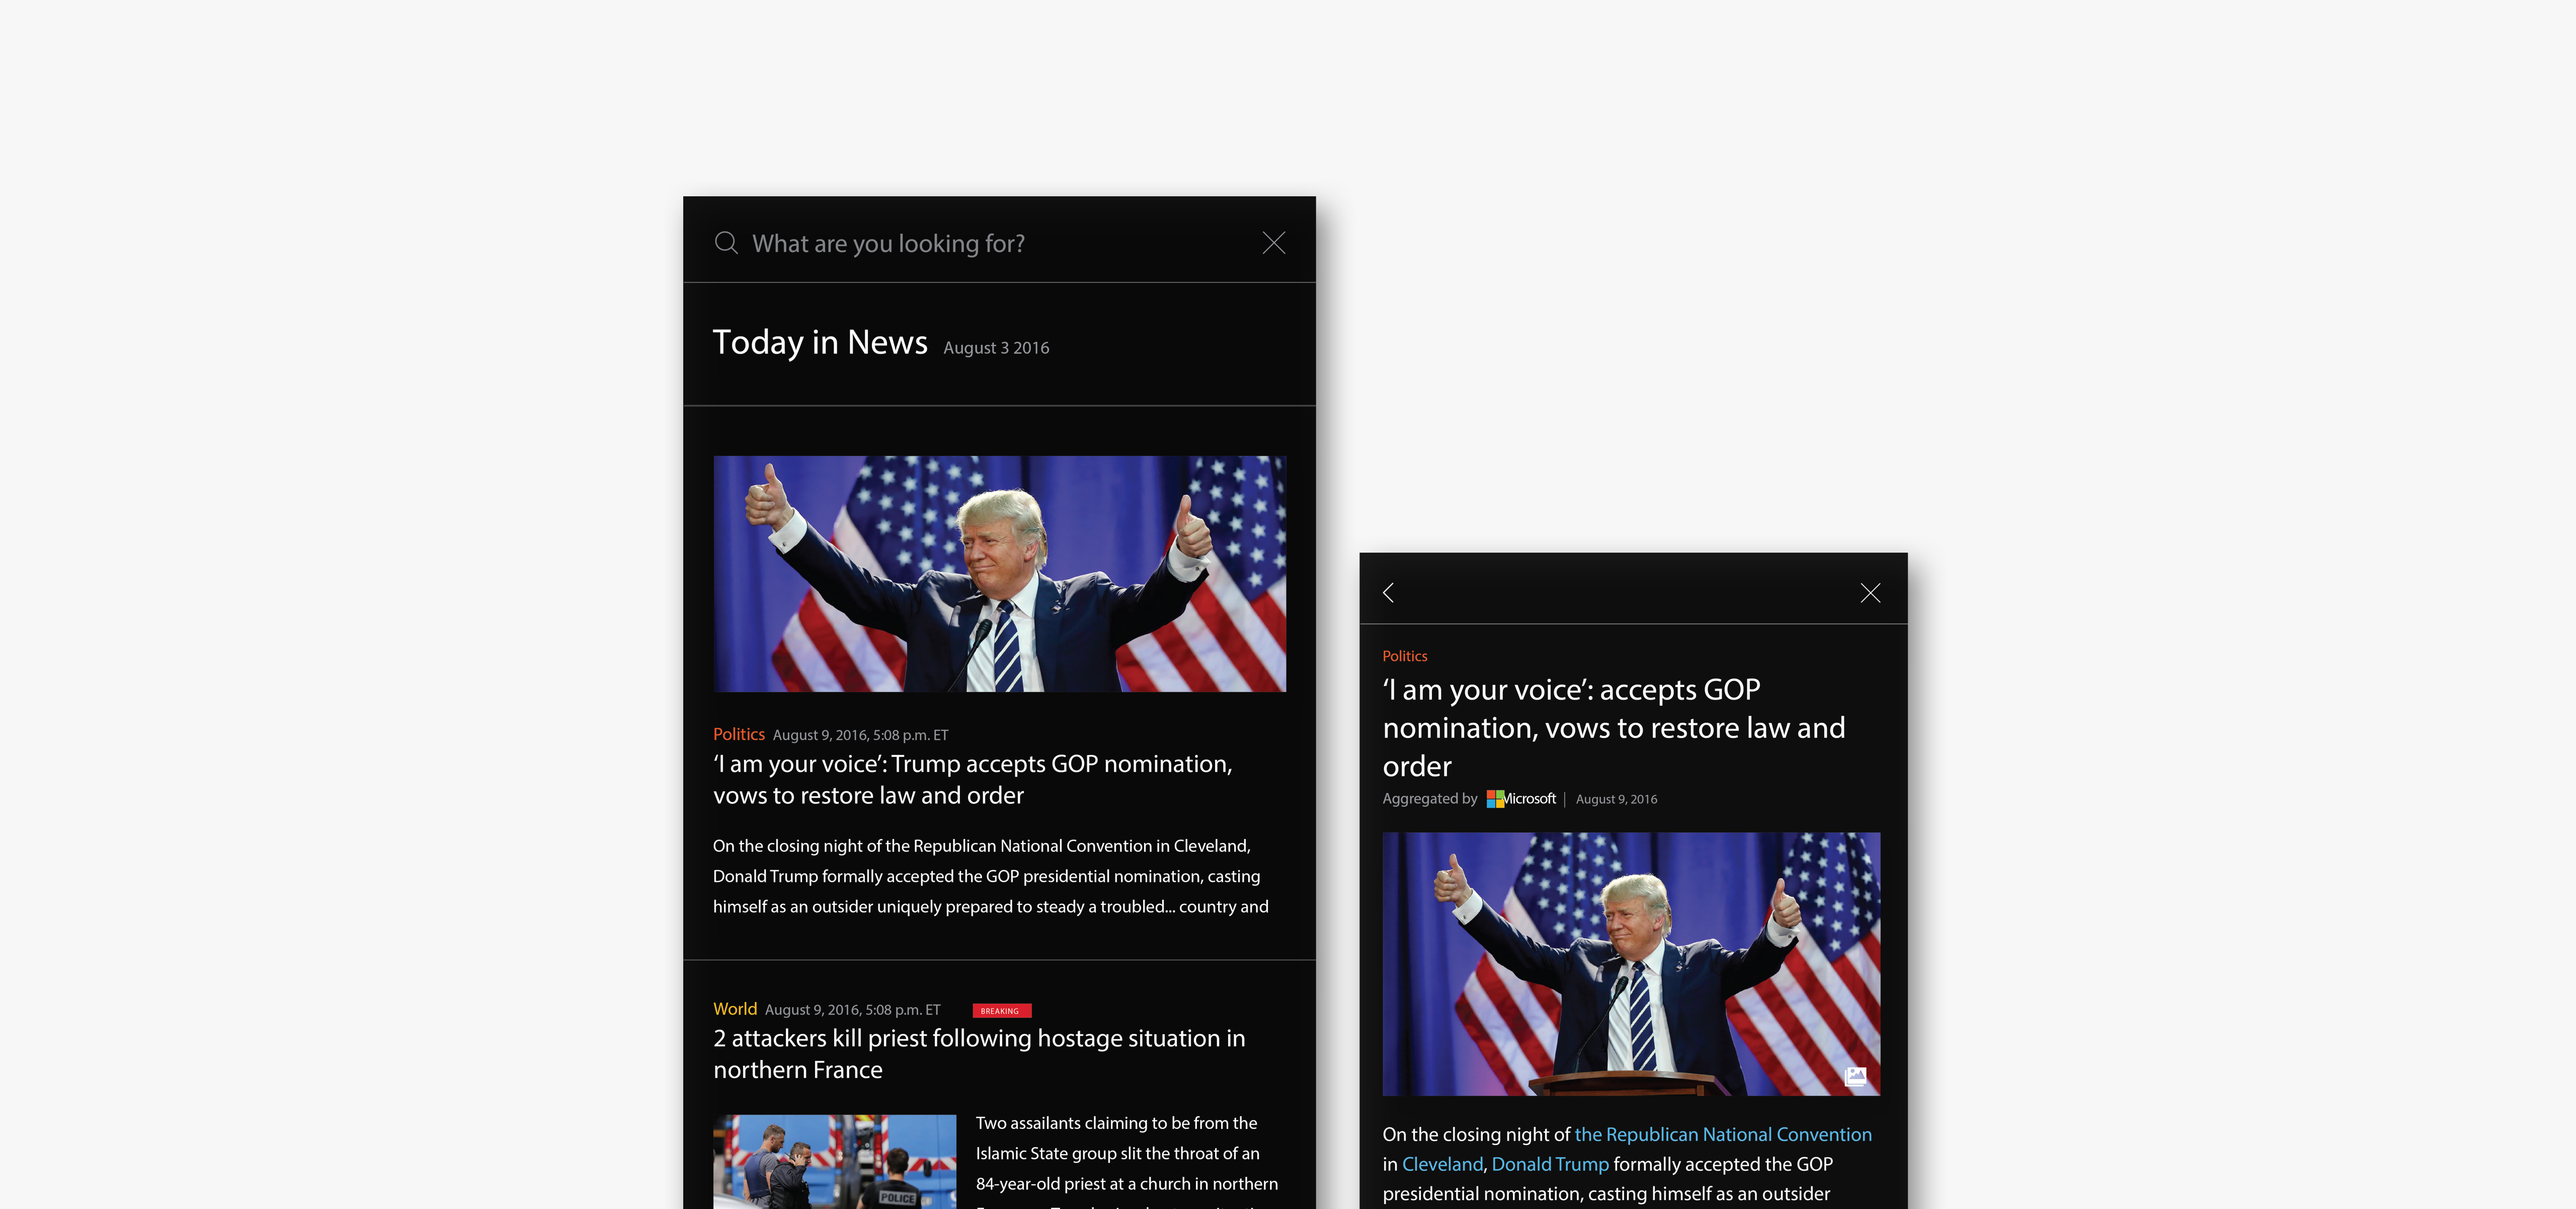 What are you looking for?
Today in News August 3 2016
Politics August 9, 2016, 5:08 p.m. ET
‘I am your voice’: Trump accepts GOP nomination,
vows to restore law and order
On the closing night of the Republican National Convention in Cleveland,
Donald Trump formally accepted the GOP presidential nomination, casting
himself as an outsider uniquely prepared to steady a troubled... country and
World August 9, 2016, 5:08 p.m. ET BREAKING
2 attackers kill priest following hostage situation in
northern France
POLICE
Two assailants claiming to be from the
Islamic State group slit the throat of an
84-year-old priest at a church in northern
Politics
‘I am your voice’: accepts GOP
nomination, vows to restore law and
order
Aggregated by Microsoft | August 9, 2016
On the closing night of the Republican National Convention
in Cleveland, Donald Trump formally accepted the GOP
presidential nomination, casting himself as an outsider